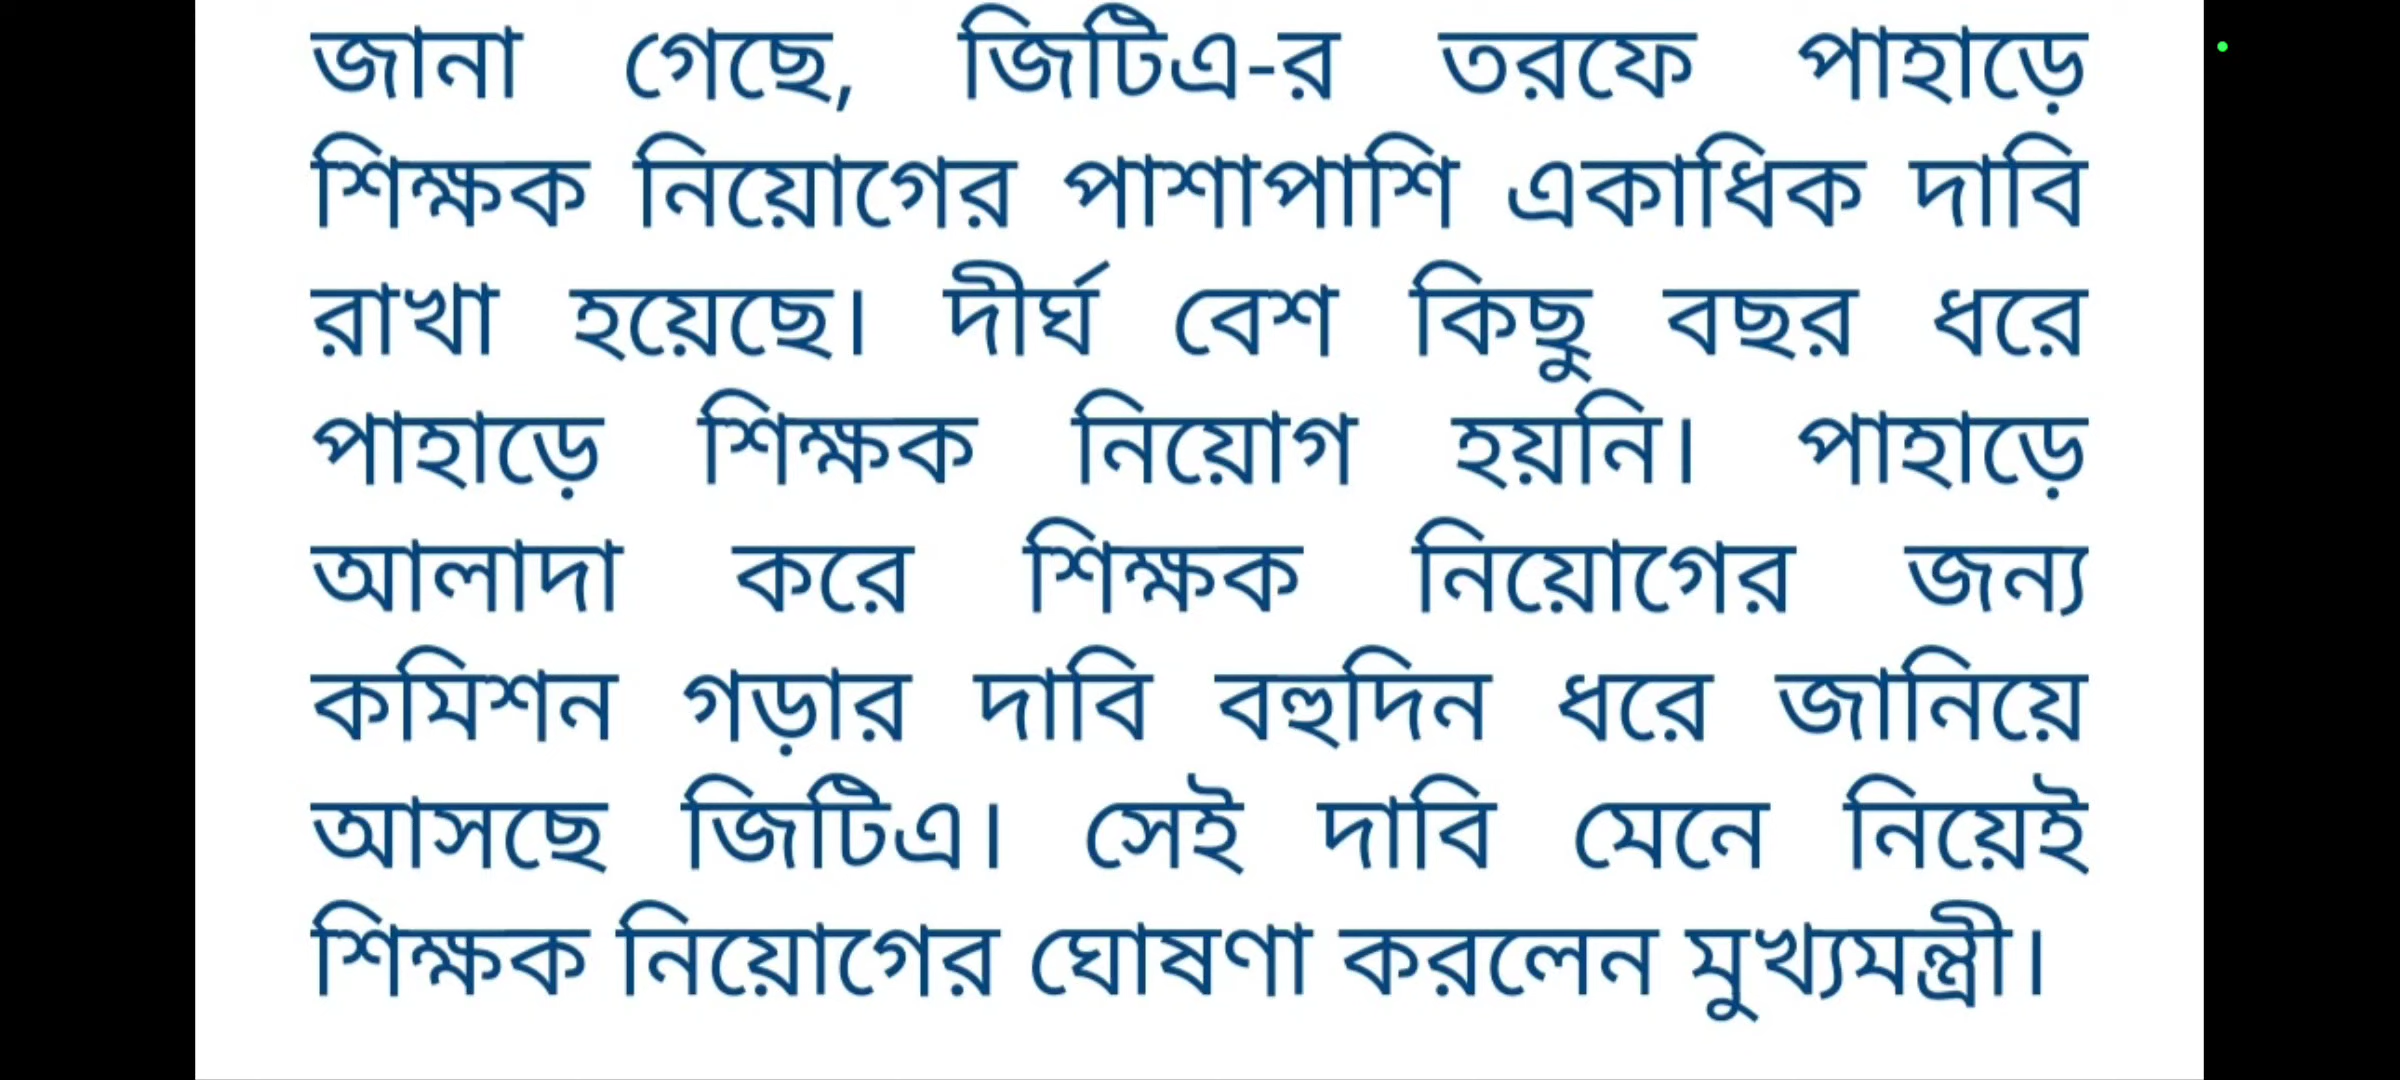 জানা গেছে, জিটিএ-র তরফে পাহাড়ে
শিক্ষক নিয়োগের পাশাপাশি একাধিক দাবি
রাখা হয়েছে। দীর্ঘ বেশ কিছু বছর ধরে
পাহাড়ে শিক্ষক নিয়োগ হয়নি। পাহাড়ে
আলাদা করে শিক্ষক নিয়োগের জন্য
কমিশন গড়ার দাবি বহুদিন ধরে জানিয়ে
আসছে জিটিএ। সেই দাবি মেনে নিয়েই
শিক্ষক নিয়োগের ঘোষণা করলেন মুখ্যমন্ত্রী।